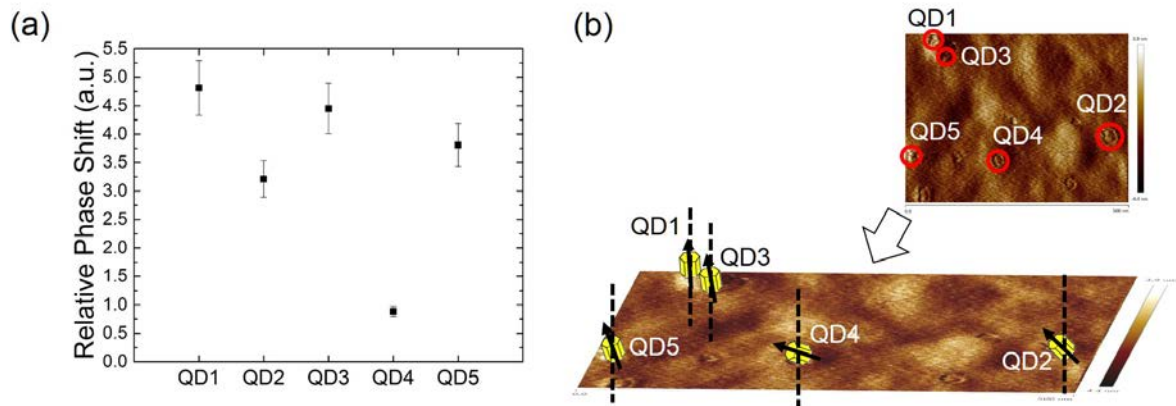 (a)
Relative Phase Shift (a.u.)
5.5
5.0
4.5
4.0
3.5
3.0
2.5
2.0
1.5
1.0
0.5
0.0
QD1 QD2 QD3 QD4 QD5
(b)
QD1
QD3
QD2
QD5
QD4
QD1
QD3
QD5
QD4
QD2